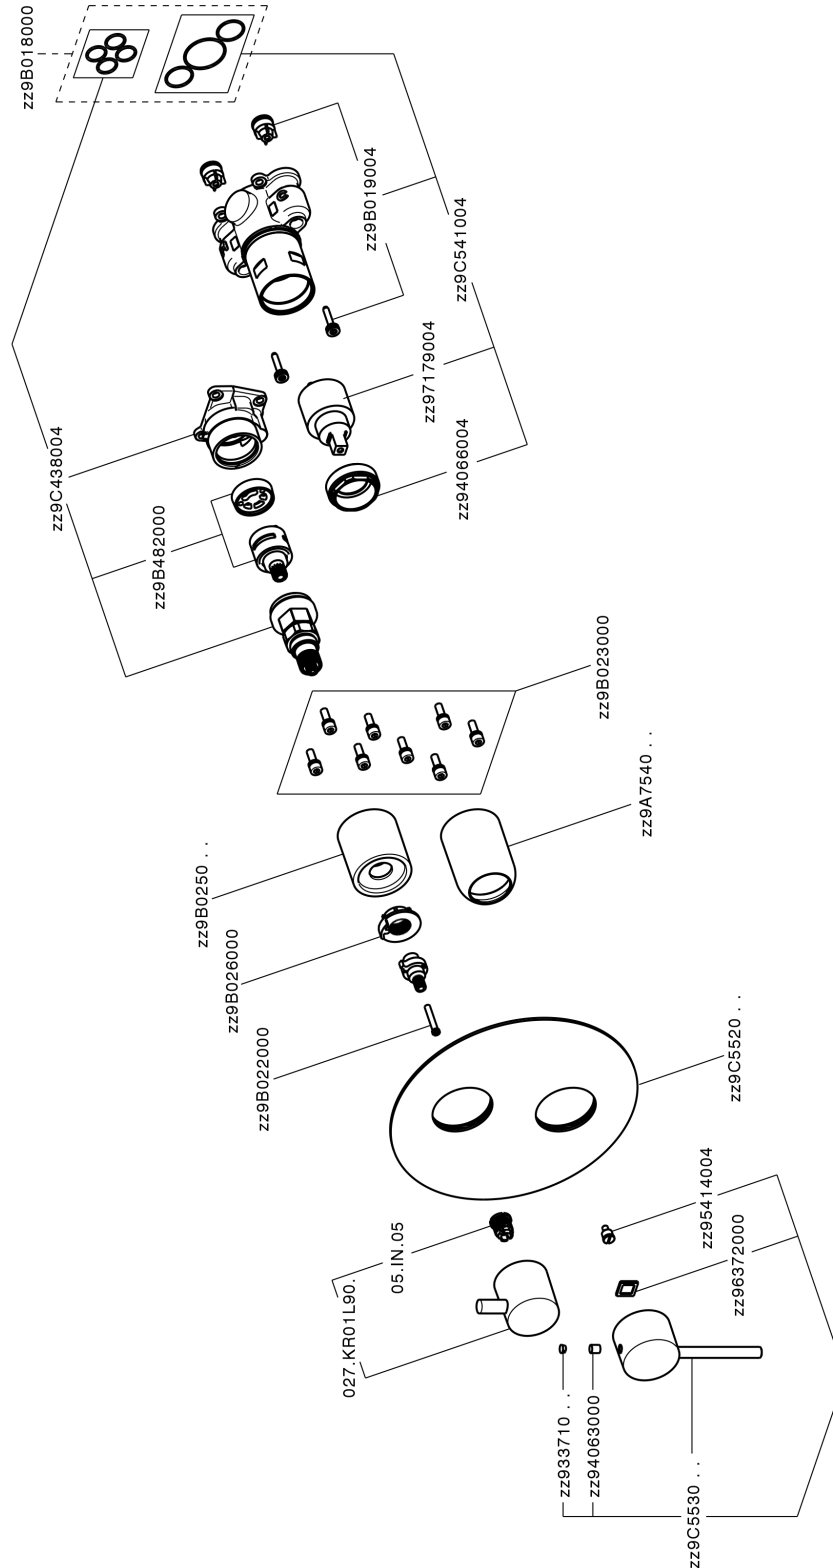 zz9B018000
zz9B019004
zz9C541004
zz97179004
zz94066004
zz9C438004
zz9B482000
zz9B023000
zz9A7540 . .
zz9B0250 . .
zz9B026000
zz9B022000
zz9C5520 . .
zz95414004
zz96372000
05.IN.05
027.KR01L90.
zz933710 . .
zz94063000
zz9C5530 . .